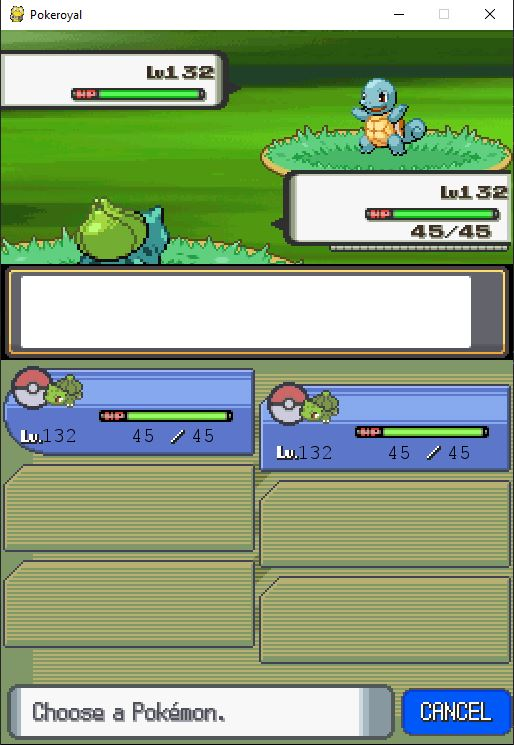 Pokeroyal
Lv132
HP
Lv132
HP
45/45
HP
Lv.132 45 / 45
HP
Lv.132 45 / 45
Choose a Pokémon.
CANCEL